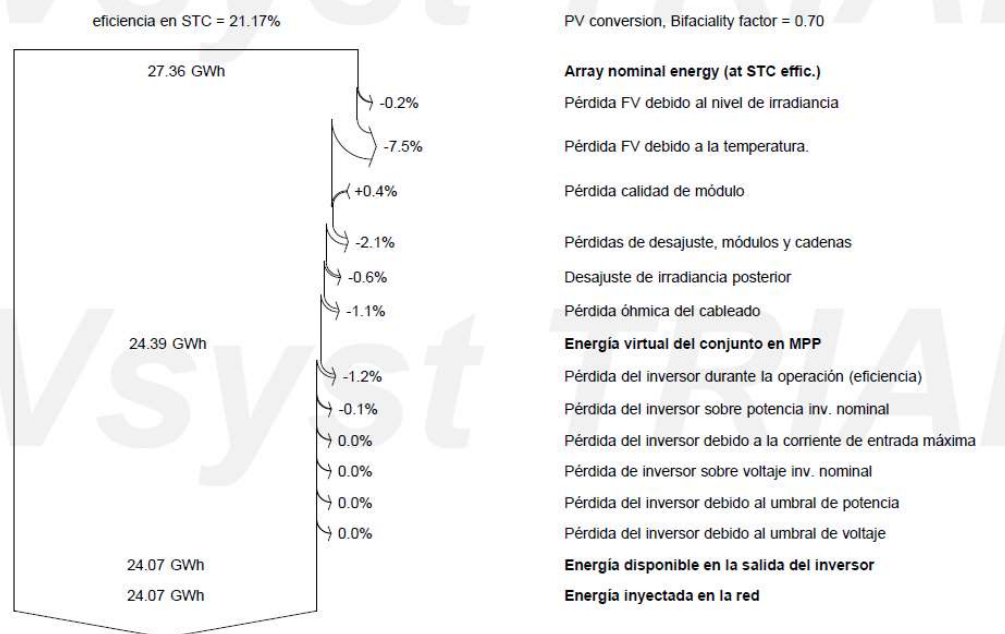 eficiencia en STC = 21.17% PV conversion, Bifaciality factor = 0.70
27.36 GWh Array nominal energy (at STC effic.)
-0.2% Pérdida FV debido al nivel de irradiancia
-7.5% Pérdida FV debido a la temperatura.
+0.4% Pérdida calidad de módulo
-2.1% Pérdidas de desajuste, módulos y cadenas
-0.6% Desajuste de irradiancia posterior
-1.1% Pérdida óhmica del cableado
24.39 GWh Energía virtual del conjunto en MPP
-1.2% Pérdida del inversor durante la operación (eficiencia)
-0.1% Pérdida del inversor sobre potencia inv. nominal
0.0% Pérdida del inversor debido a la corriente de entrada máxima
0.0% Pérdida de inversor sobre voltaje inv. nominal
0.0% Pérdida del inversor debido al umbral de potencia
0.0% Pérdida del inversor debido al umbral de voltaje
24.07 GWh Energía disponible en la salida del inversor
24.07 GWh Energía inyectada en la red
Vsyst TRIAL